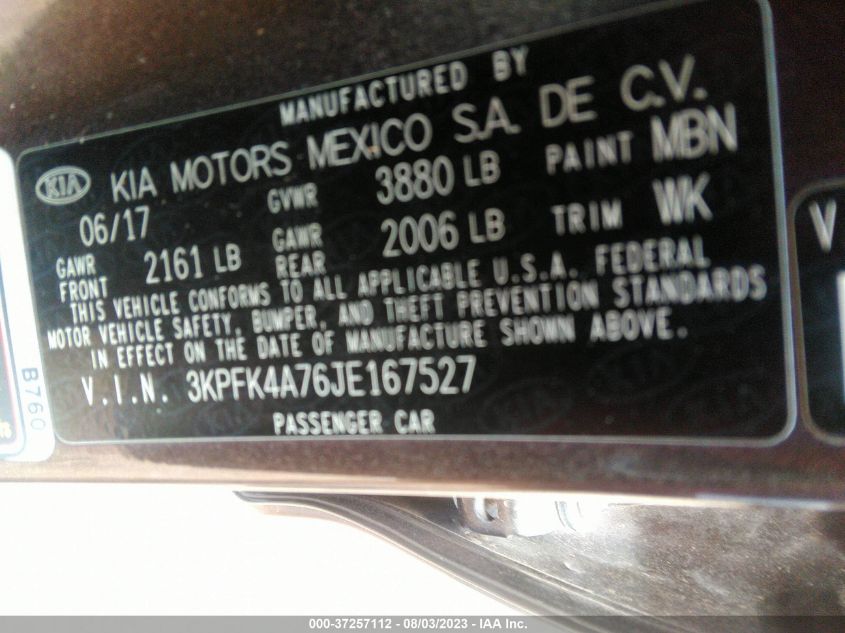 MANUFACTURED BY
KIA KIA MOTORS MEXICO S.A. DE C.V.
06/17 GVWR 3880 LB PAINT MBN
GAWR FRONT 2161 LB GAWR REAR 2006 LB TRIM WK
THIS VEHICLE CONFORMS TO ALL APPLICABLE U.S.A. FEDERAL
MOTOR VEHICLE SAFETY, BUMPER, AND THEFT PREVENTION STANDARDS
IN EFFECT ON THE DATE OF MANUFACTURE SHOWN ABOVE.
V.I.N. 3KPFK4A76JE167527
PASSENGER CAR
B760
V
000-37257112 - 08/03/2023 - IAA Inc.